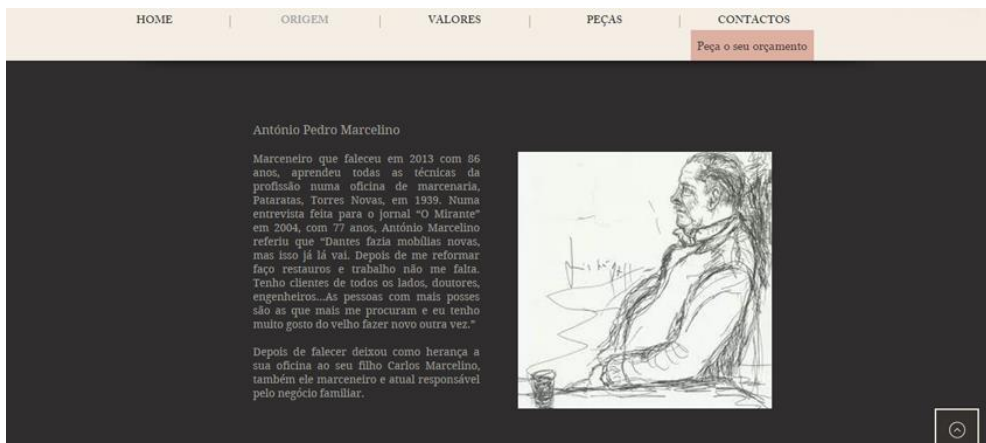 HOME | ORIGEM | VALORES | PEÇAS | CONTACTOS
Peça o seu orçamento
António Pedro Marcelino
Marceneiro que faleceu em 2013 com 86
anos, aprendeu todas as técnicas da
profissão numa oficina de marcenaria,
Pataratas, Torres Novas, em 1939. Numa
entrevista feita para o jornal “O Mirante”
em 2004, com 77 anos, António Marcelino
referiu que “Dantes fazia mobílias novas,
mas isso já lá vai. Depois de me reformar
faço restauros e trabalho não me falta.
Tenho clientes de todos os lados, doutores,
engenheiros...As pessoas com mais posses
são as que mais me procuram e eu tenho
muito gosto do velho fazer novo outra vez.”
Depois de falecer deixou como herança a
sua oficina ao seu filho Carlos Marcelino,
também ele marceneiro e atual responsável
pelo negócio familiar.